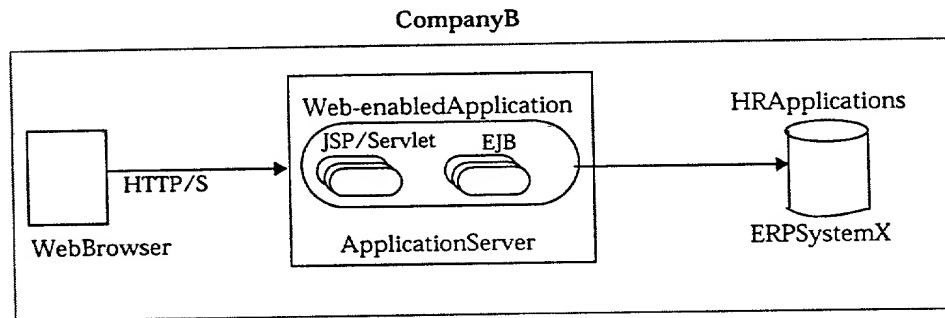 CompanyB
Web-enabledApplication
JSP/Servlet
EJB
HRApplications
HTTP/S
WebBrowser
ApplicationServer
ERPSystemX